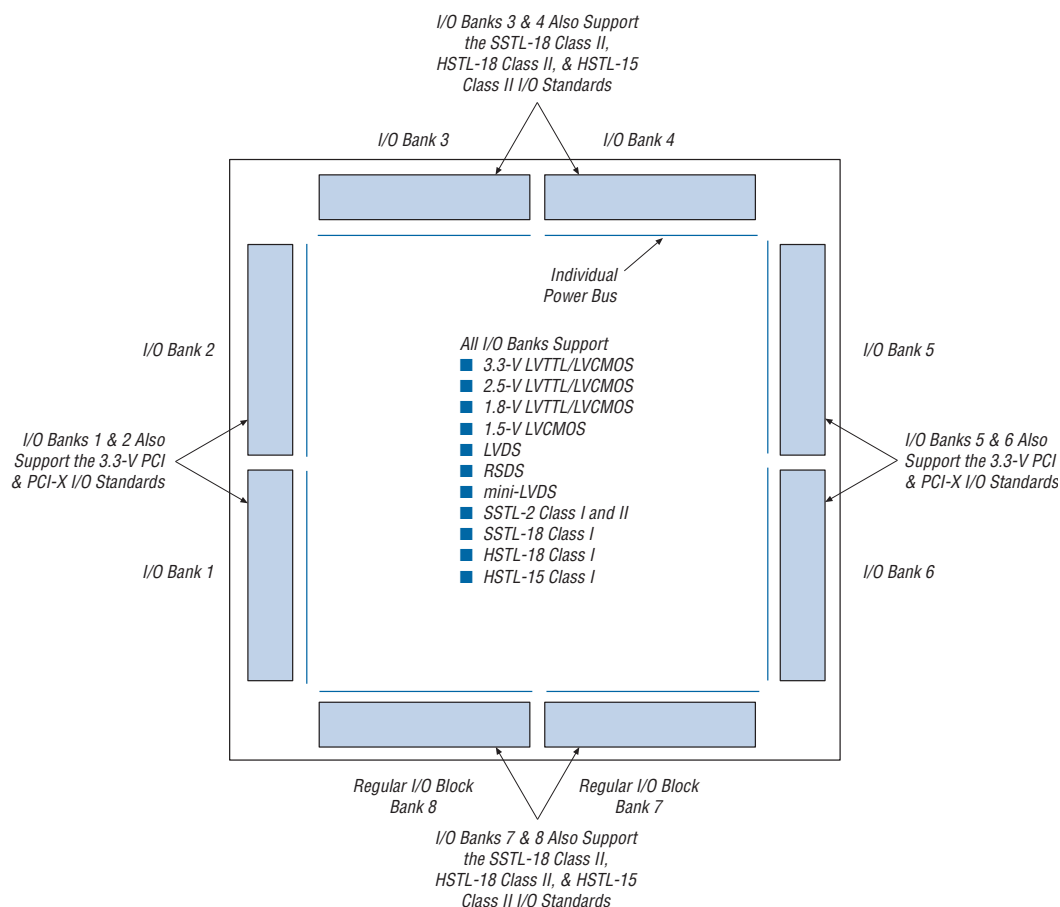 I/O Banks 3 & 4 Also Support
the SSTL-18 Class II,
HSTL-18 Class II, & HSTL-15
Class II I/O Standards
I/O Bank 3
I/O Bank 4
Individual
Power Bus
I/O Bank 2
I/O Bank 5
All I/O Banks Support
3.3-V LVTTL/LVCMOS
2.5-V LVTTL/LVCMOS
1.8-V LVTTL/LVCMOS
1.5-V LVCMOS
LVDS
RSDS
mini-LVDS
SSTL-2 Class I and II
SSTL-18 Class I
HSTL-18 Class I
HSTL-15 Class I
I/O Banks 1 & 2 Also
Support the 3.3-V PCI
& PCI-X I/O Standards
I/O Banks 5 & 6 Also
Support the 3.3-V PCI
& PCI-X I/O Standards
I/O Bank 1
I/O Bank 6
Regular I/O Block
Bank 8
Regular I/O Block
Bank 7
I/O Banks 7 & 8 Also Support
the SSTL-18 Class II,
HSTL-18 Class II, & HSTL-15
Class II I/O Standards